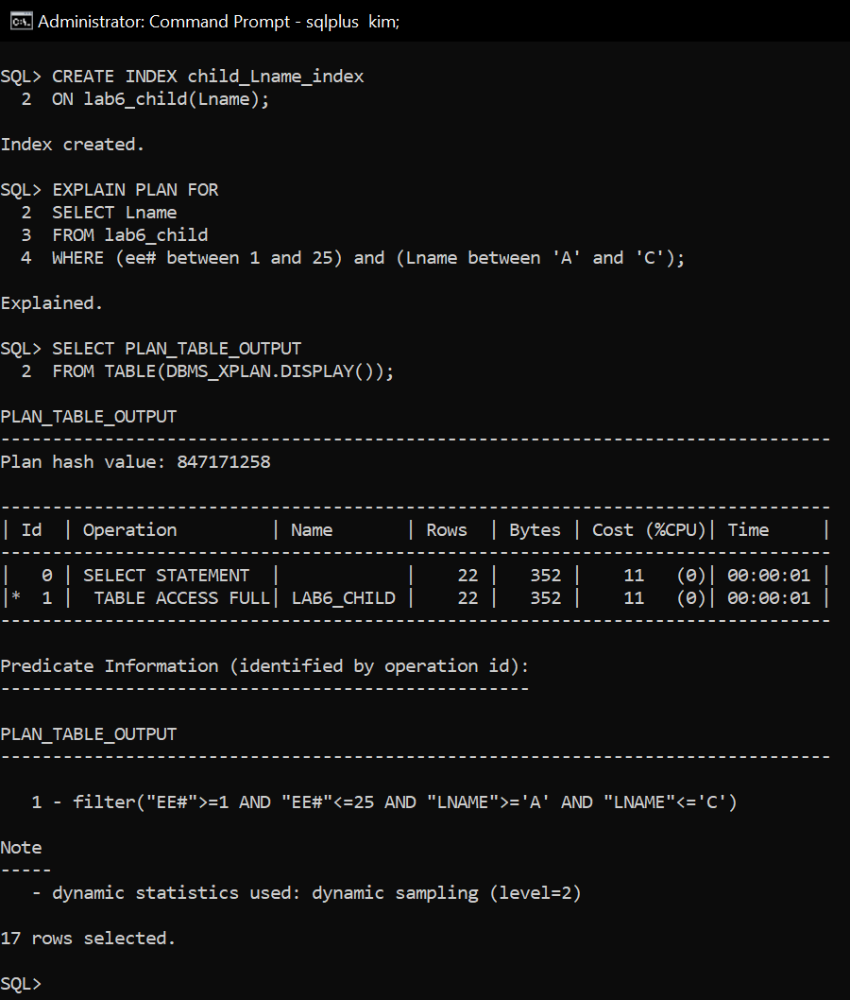 Administrator: Command Prompt - sqlplus  kim;
SQL> CREATE INDEX child_Lname_index
  2  ON lab6_child(Lname);
Index created.
SQL> EXPLAIN PLAN FOR
  2  SELECT Lname
  3  FROM lab6_child
  4  WHERE (ee# between 1 and 25) and (Lname between 'A' and 'C');
Explained.
SQL> SELECT PLAN_TABLE_OUTPUT
  2  FROM TABLE(DBMS_XPLAN.DISPLAY());
PLAN_TABLE_OUTPUT
--------------------------------------------------------------------------------
Plan hash value: 847171258
--------------------------------------------------------------------------------
| Id  | Operation         | Name       | Rows  | Bytes | Cost (%CPU)| Time     |
--------------------------------------------------------------------------------
|   0 | SELECT STATEMENT  |            |    22 |   352 |    11   (0)| 00:00:01 |
|*  1 |  TABLE ACCESS FULL| LAB6_CHILD |    22 |   352 |    11   (0)| 00:00:01 |
--------------------------------------------------------------------------------
Predicate Information (identified by operation id):
---------------------------------------------------
PLAN_TABLE_OUTPUT
--------------------------------------------------------------------------------
   1 - filter("EE#">=1 AND "EE#"<=25 AND "LNAME">='A' AND "LNAME"<='C')
Note
-----
   - dynamic statistics used: dynamic sampling (level=2)
17 rows selected.
SQL>